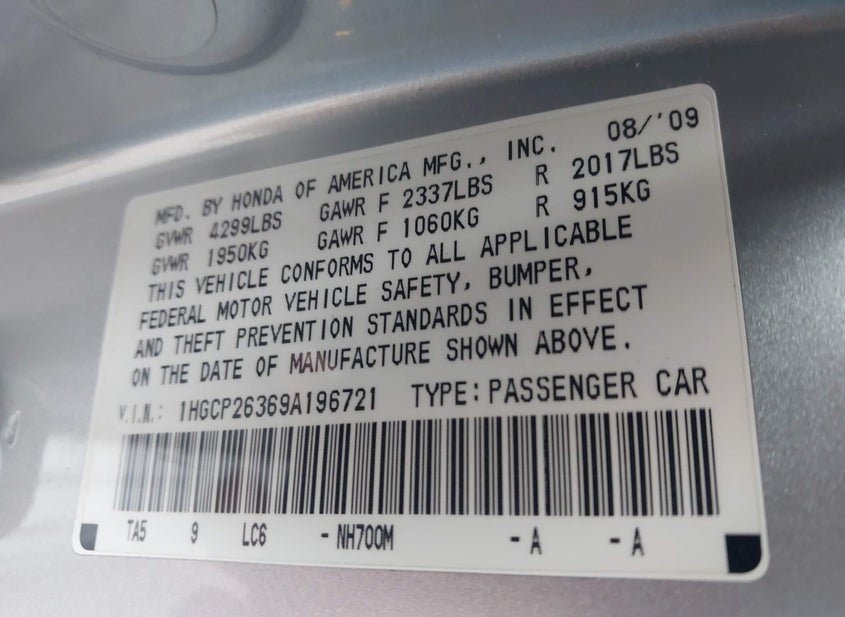 MFD. BY HONDA OF AMERICA MFG., INC. 08/'09
GVWR 4299LBS GAWR F 2337LBS R 2017LBS
GVWR 1950KG GAWR F 1060KG R 915KG
THIS VEHICLE CONFORMS TO ALL APPLICABLE
FEDERAL MOTOR VEHICLE SAFETY, BUMPER,
AND THEFT PREVENTION STANDARDS IN EFFECT
ON THE DATE OF MANUFACTURE SHOWN ABOVE.
V.I.N.: 1HGCP26369A196721 TYPE: PASSENGER CAR
TA5 9 LC6 - NH700M - A - A